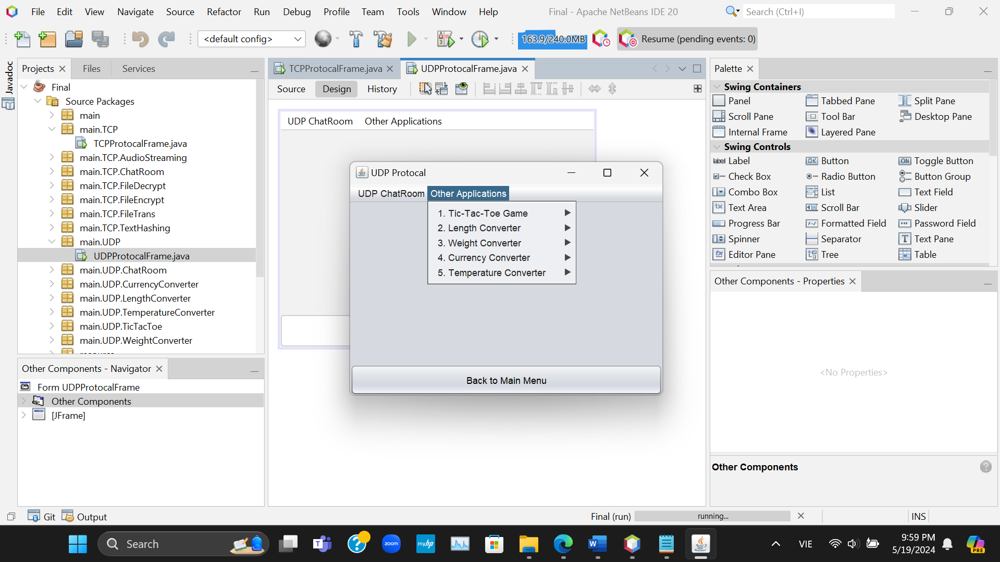 File Edit View Navigate Source Refactor Run Debug Profile Team Tools Window Help
Final - Apache NetBeans IDE 20
Search (Ctrl+I)
<default config>
163.9/240.0MB
Resume (pending events: 0)
Javadoc
Projects Files Services
Final
Source Packages
main
main.TCP
TCPProtocalFrame.java
main.TCP.AudioStreaming
main.TCP.ChatRoom
main.TCP.FileDecrypt
main.TCP.FileEncrypt
main.TCP.FileTrans
main.TCP.TextHashing
main.UDP
UDPProtocalFrame.java
main.UDP.ChatRoom
main.UDP.CurrencyConverter
main.UDP.LengthConverter
main.UDP.TemperatureConverter
main.UDP.TicTacToe
main.UDP.WeightConverter
Other Components - Navigator
Form UDPProtocalFrame
Other Components
[JFrame]
TCPProtocalFrame.java UDPProtocalFrame.java
Source Design History
UDP ChatRoom Other Applications
UDP Protocal
UDP ChatRoom Other Applications
1. Tic-Tac-Toe Game
2. Length Converter
3. Weight Converter
4. Currency Converter
5. Temperature Converter
Back to Main Menu
Palette
Swing Containers
Panel Tabbed Pane Split Pane
Scroll Pane Tool Bar Desktop Pane
Internal Frame Layered Pane
Swing Controls
label Label OK Button ON Toggle Button
Check Box Radio Button Button Group
Combo Box List Text Field
Text Area Scroll Bar Slider
Progress Bar Formatted Field Password Field
Spinner Separator Text Pane
Editor Pane Tree Table
Other Components - Properties
<No Properties>
Other Components
Git Output
Final (run) running...
INS
Search
zoom
myhp
VIE
9:59 PM
5/19/2024
PRE